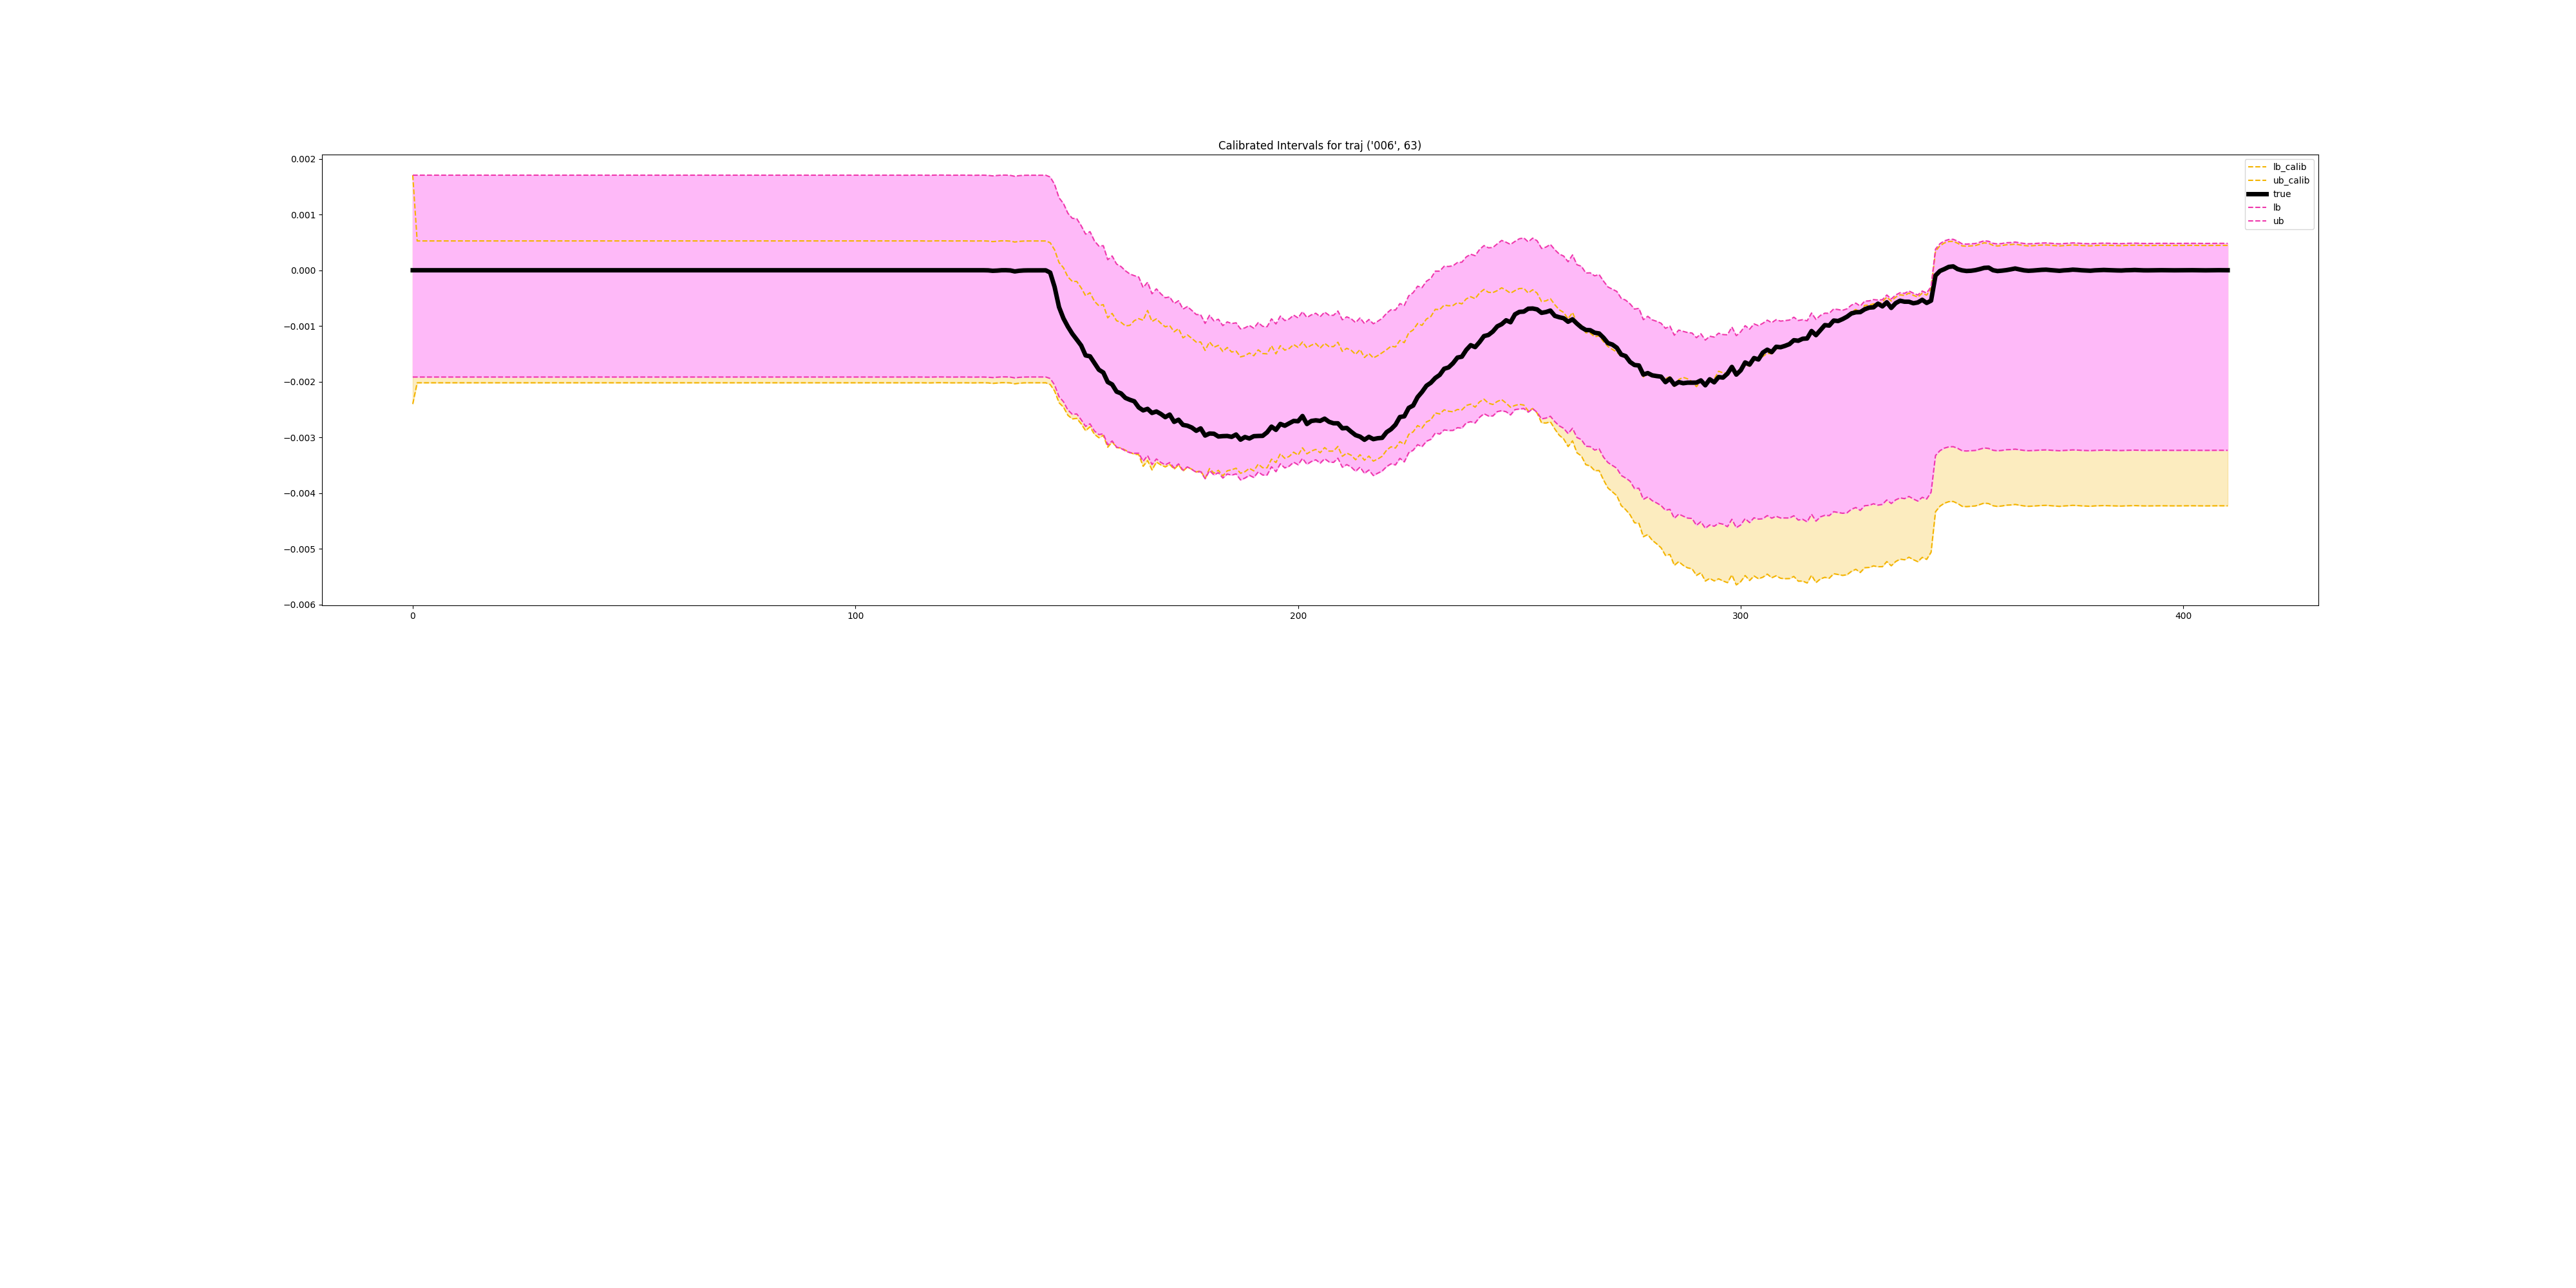 Calibrated Intervals for traj ('006', 63)
0.002
0.001
0.000
−0.001
−0.002
−0.003
−0.004
−0.005
−0.006
0 100 200 300 400
lb_calib
ub_calib
true
lb
ub